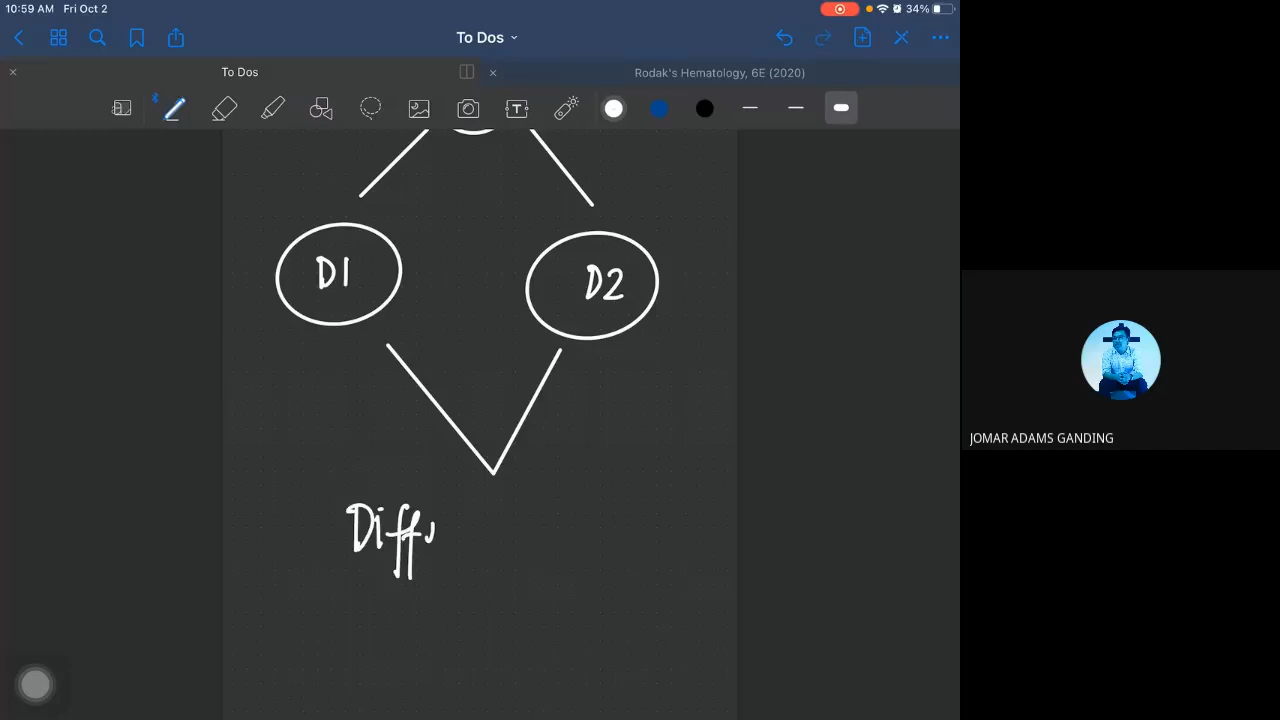 10:59 AM Fri Oct 2
34%
To Dos
To Dos
Rodak's Hematology, 6E (2020)
T
D1
D2
JOMAR ADAMS GANDING